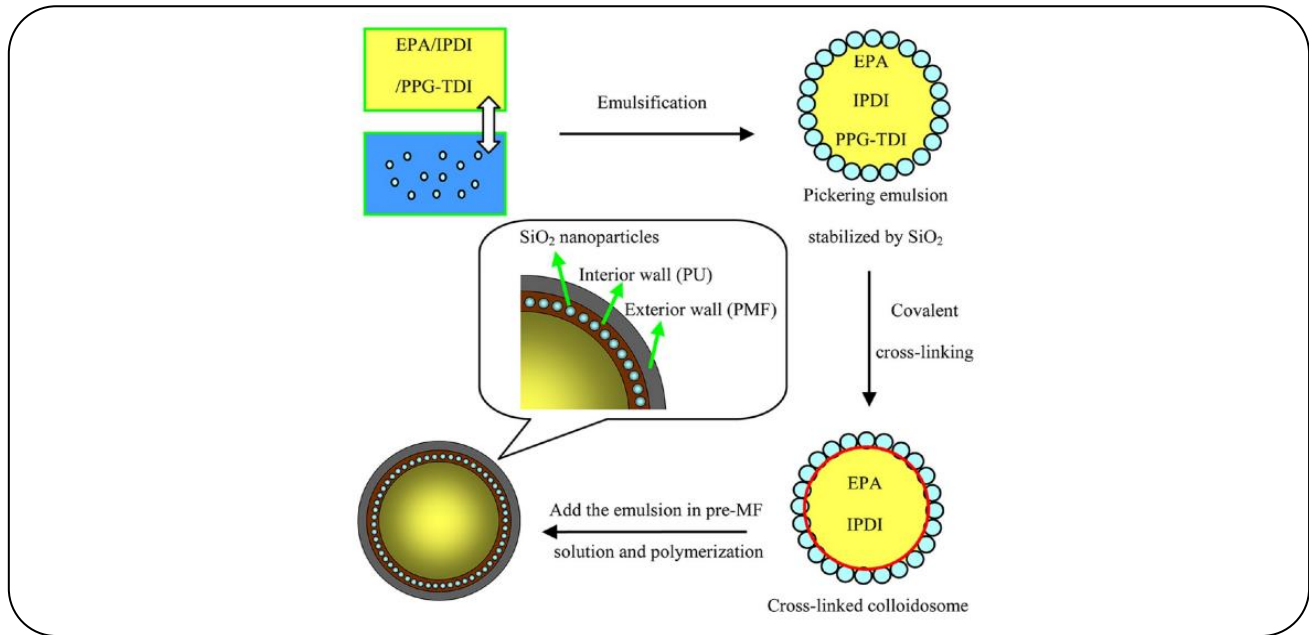 EPA/IPDI
/PPG-TDI
Emulsification
EPA
IPDI
PPG-TDI
Pickering emulsion
stabilized by SiO₂
SiO₂ nanoparticles
Interior wall (PU)
Exterior wall (PMF)
Covalent
cross-linking
EPA
IPDI
Cross-linked colloidosome
Add the emulsion in pre-MF
solution and polymerization